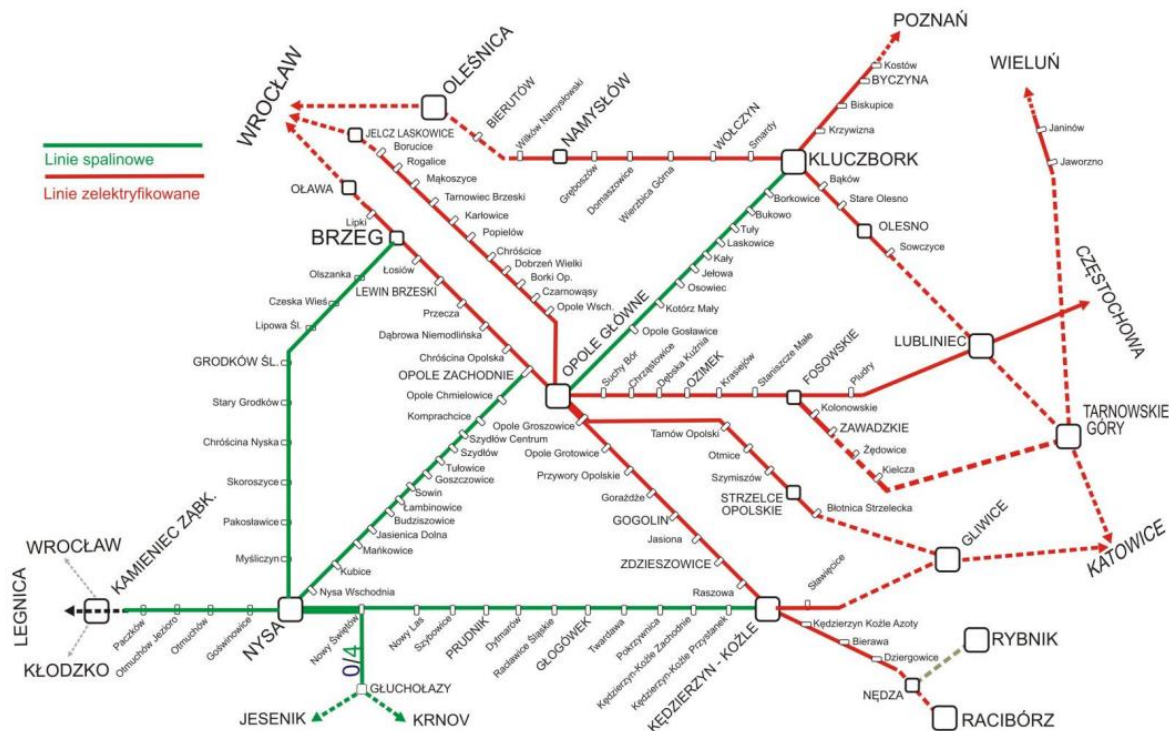 POZNAŃ
Kostów
BYCZYNA
Biskupice
Krzywizna
WIELUŃ
Janinów
Jaworzno
OLEŚNICA
WROCŁAW
BIERUTÓW
Wilków Namysłowski
NAMYSŁÓW
Gręboszów
Domaszowice
Wierzbica Górna
WOŁCZYN
Smardy
KLUCZBORK
Linie spalinowe
Linie zelektryfikowane
JELCZ LASKOWICE
Borucice
Rogalice
Mąkoszyce
Tarnowiec Brzeski
Karłowice
Popielów
Chróścice
Dobrzeń Wielki
Borki Op.
Czarnowąsy
Opole Wsch.
OŁAWA
Lipki
BRZEG
Łosiów
LEWIN BRZESKI
Przecza
Dąbrowa Niemodlińska
Chróścina Opolska
OPOLE ZACHODNIE
Bąków
Stare Olesno
OLESNO
Sowczyce
Borkowice
Bukowo
Tuły
Laskowice
Kały
Jełowa
Osowiec
Kotórz Mały
Opole Gosławice
OPOLE GŁÓWNE
CZĘSTOCHOWA
LUBLINIEC
Olszanka
Czeska Wieś
Lipowa Śl.
GRODKÓW ŚL.
Stary Grodków
Chróścina Nyska
Skoroszyce
Pakosławice
Myśliczyn
Suchy Bór
Chrząstowice
Dębska Kuźnia
OZIMEK
Krasiejów
Staniszcze Małe
FOSOWSKIE
Pludry
Kolonowskie
ZAWADZKIE
Żędowice
Kielcza
TARNOWSKIE
GÓRY
Opole Chmielowice
Komprachcice
Szydłów Centrum
Szydłów
Tułowice
Goszczowice
Sowin
Łambinowice
Budziszowice
Jasienica Dolna
Mańkowice
Kubice
Nysa Wschodnia
Opole Groszowice
Opole Grotowice
Przywory Opolskie
Gorażdże
GOGOLIN
Jasiona
ZDZIESZOWICE
Raszowa
Tarnów Opolski
Otmice
Szymiszów
STRZELCE
OPOLSKIE
Błotnica Strzelecka
GLIWICE
KATOWICE
Sławięcice
WROCŁAW
KAMIENIEC ZĄBK.
LEGNICA
KŁODZKO
Paczków
Otmuchów Jezioro
Otmuchów
Goświnowice
NYSA
Nowy Świętów
Nowy Las
Szybowice
PRUDNIK
Dytmarów
Racławice Śląskie
GŁOGÓWEK
Twardawa
Pokrzywnica
Kędzierzyn-Koźle Zachodnie
Kędzierzyn-Koźle Przystanek
KĘDZIERZYN - KOŹLE
Kędzierzyn Koźle Azoty
Bierawa
Dziergowice
NĘDZA
RYBNIK
RACIBÓRZ
0/4
GŁUCHOŁAZY
JESENIK
KRNOV